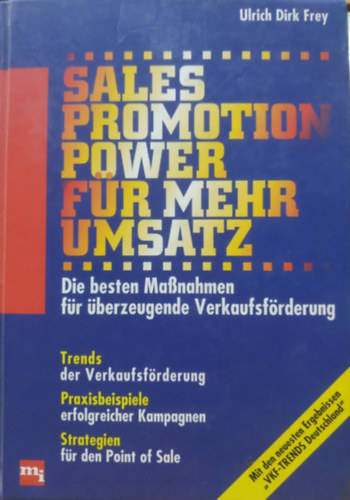 Ulrich Dirk Frey
SALES
PROMOTION
POWER
FÜR MEHR
UMSATZ
Die besten Maßnahmen
für überzeugende Verkaufsförderung
Trends
der Verkaufsförderung
Praxisbeispiele
erfolgreicher Kampagnen
Strategien
für den Point of Sale
Mit den neuesten Ergebnissen
„VKF-TRENDS Deutschland"
mi